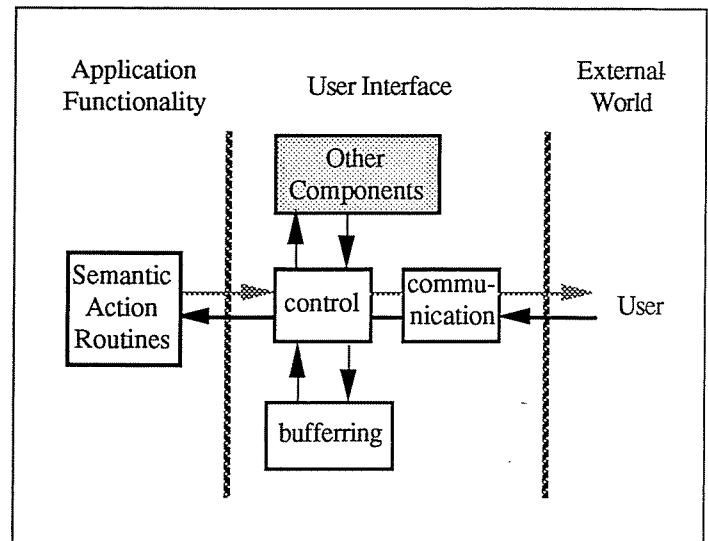 Application
Functionality
User Interface
External
World
Other
Components
Semantic
Action
Routines
control
commu-
nication
User
bufferring